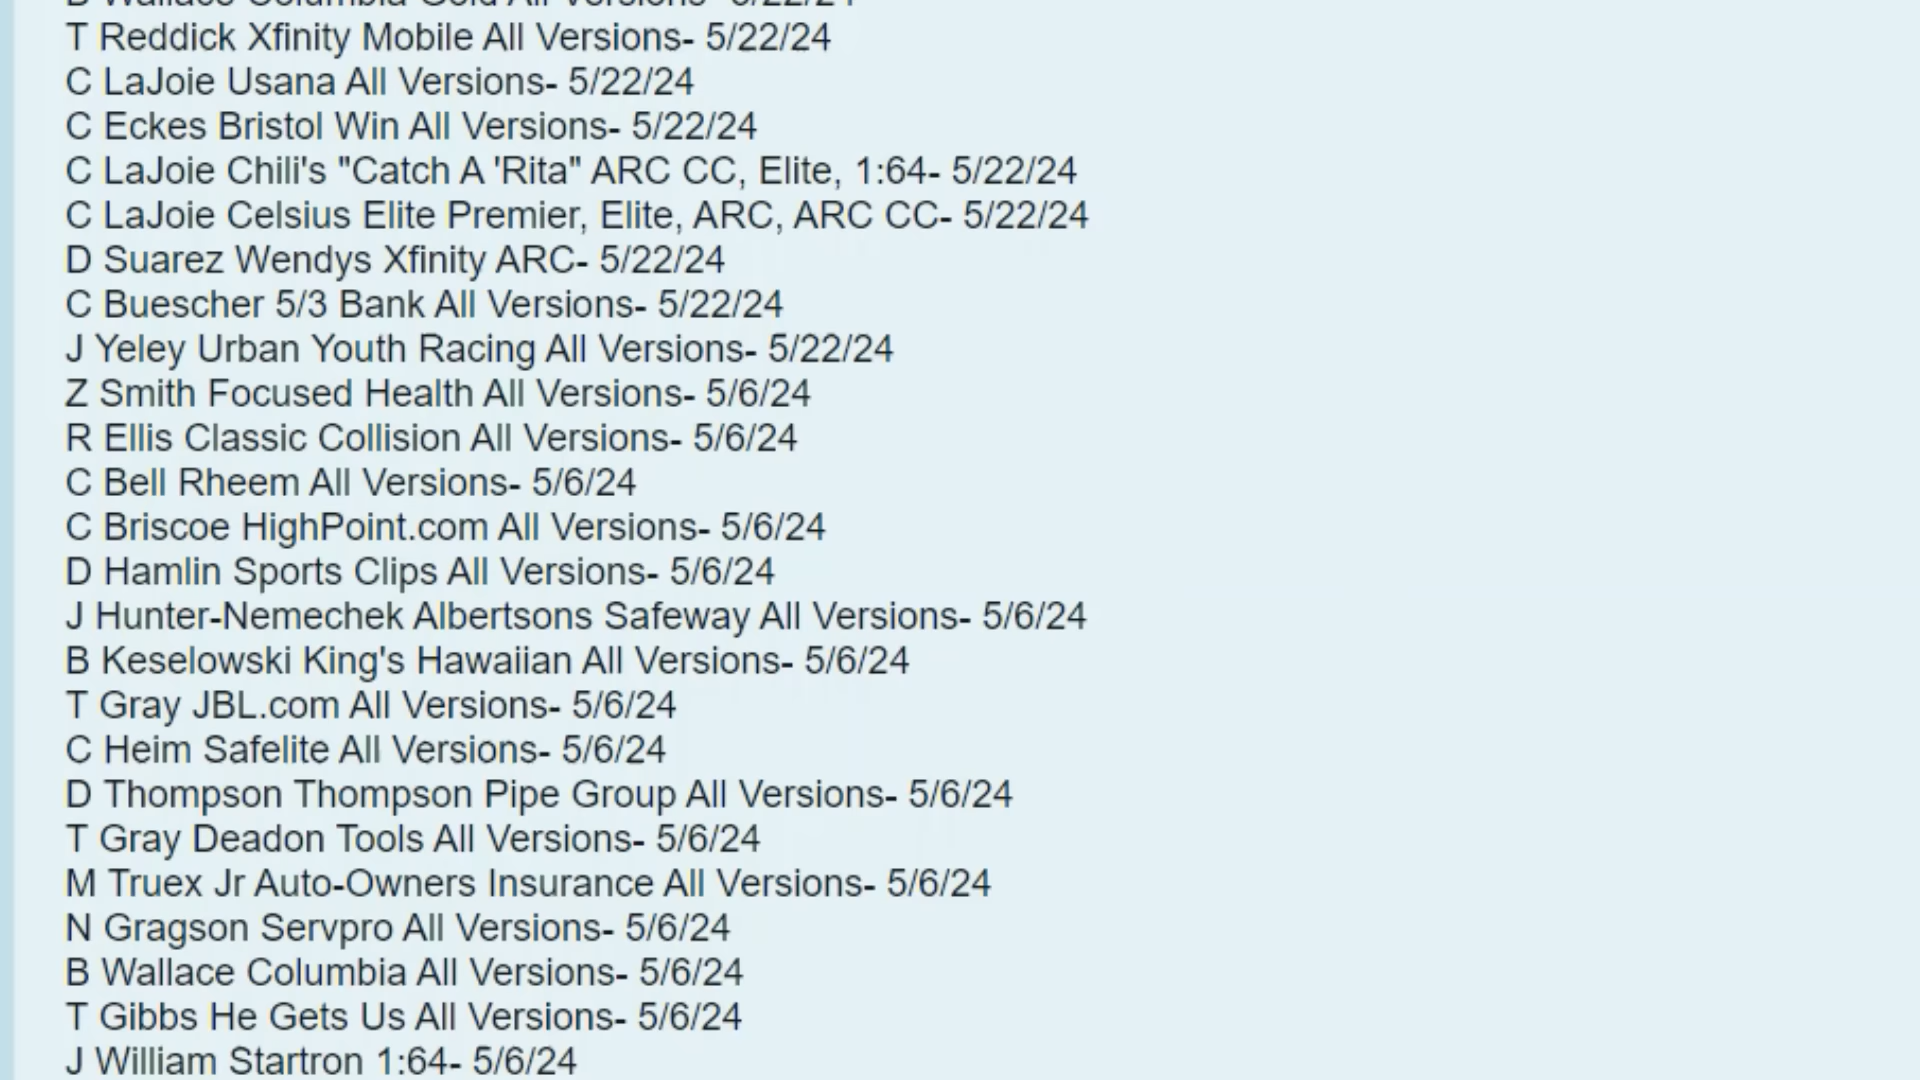 B Wallace Columbia Gold All Versions- 5/22/24
T Reddick Xfinity Mobile All Versions- 5/22/24
C LaJoie Usana All Versions- 5/22/24
C Eckes Bristol Win All Versions- 5/22/24
C LaJoie Chili's "Catch A 'Rita" ARC CC, Elite, 1:64- 5/22/24
C LaJoie Celsius Elite Premier, Elite, ARC, ARC CC- 5/22/24
D Suarez Wendys Xfinity ARC- 5/22/24
C Buescher 5/3 Bank All Versions- 5/22/24
J Yeley Urban Youth Racing All Versions- 5/22/24
Z Smith Focused Health All Versions- 5/6/24
R Ellis Classic Collision All Versions- 5/6/24
C Bell Rheem All Versions- 5/6/24
C Briscoe HighPoint.com All Versions- 5/6/24
D Hamlin Sports Clips All Versions- 5/6/24
J Hunter-Nemechek Albertsons Safeway All Versions- 5/6/24
B Keselowski King's Hawaiian All Versions- 5/6/24
T Gray JBL.com All Versions- 5/6/24
C Heim Safelite All Versions- 5/6/24
D Thompson Thompson Pipe Group All Versions- 5/6/24
T Gray Deadon Tools All Versions- 5/6/24
M Truex Jr Auto-Owners Insurance All Versions- 5/6/24
N Gragson Servpro All Versions- 5/6/24
B Wallace Columbia All Versions- 5/6/24
T Gibbs He Gets Us All Versions- 5/6/24
J William Startron 1:64- 5/6/24